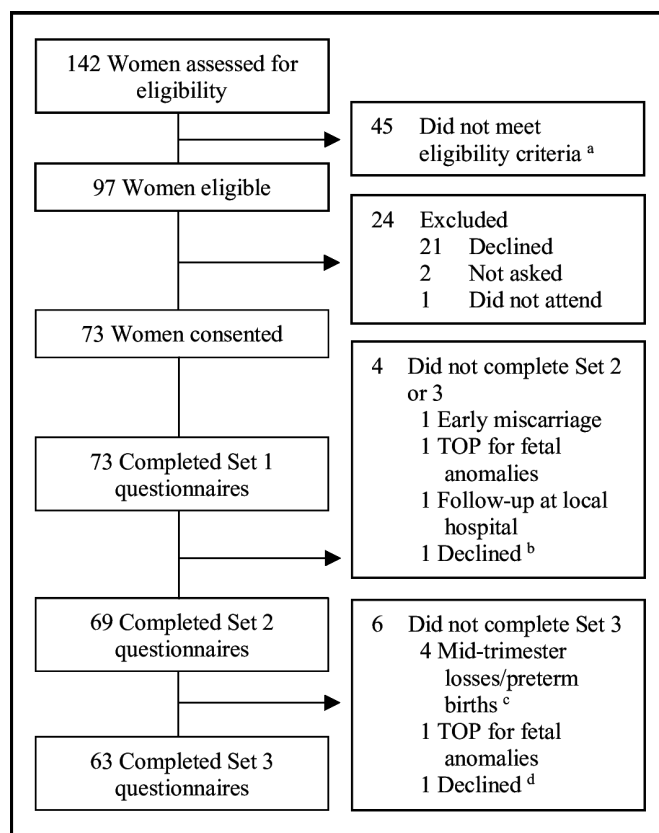 142 Women assessed for
eligibility
45 Did not meet
eligibility criteria a
97 Women eligible
24 Excluded
21 Declined
2 Not asked
1 Did not attend
73 Women consented
4 Did not complete Set 2
or 3
1 Early miscarriage
1 TOP for fetal
anomalies
1 Follow-up at local
hospital
1 Declined b
73 Completed Set 1
questionnaires
69 Completed Set 2
questionnaires
6 Did not complete Set 3
4 Mid-trimester
losses/preterm
births c
1 TOP for fetal
anomalies
1 Declined d
63 Completed Set 3
questionnaires